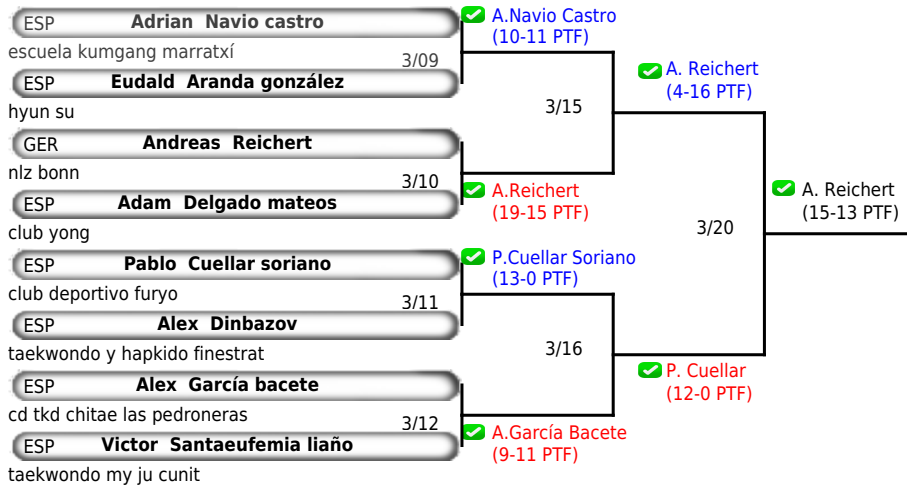 ESP Adrian Navio castro
escuela kumgang marratxí
3/09
ESP Eudald Aranda gonzález
hyun su
GER Andreas Reichert
nlz bonn
3/10
ESP Adam Delgado mateos
club yong
ESP Pablo Cuellar soriano
club deportivo furyo
3/11
ESP Alex Dinbazov
taekwondo y hapkido finestrat
ESP Alex García bacete
cd tkd chitae las pedroneras
3/12
ESP Victor Santaeufemia liaño
taekwondo my ju cunit
A.Navio Castro
(10-11 PTF)
3/15
A.Reichert
(19-15 PTF)
P.Cuellar Soriano
(13-0 PTF)
3/16
A.García Bacete
(9-11 PTF)
A. Reichert
(4-16 PTF)
3/20
P. Cuellar
(12-0 PTF)
A. Reichert
(15-13 PTF)